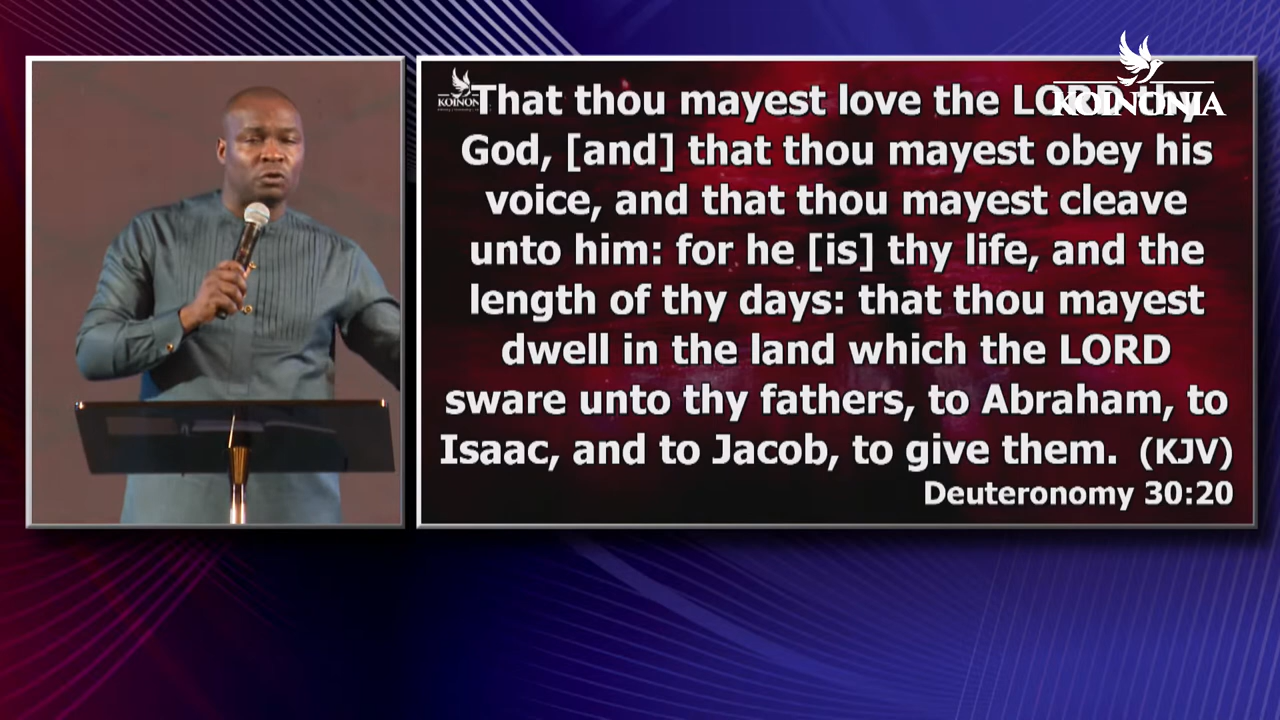 KOINONIA
That thou mayest love the LORD thy
God, [and] that thou mayest obey his
voice, and that thou mayest cleave
unto him: for he [is] thy life, and the
length of thy days: that thou mayest
dwell in the land which the LORD
sware unto thy fathers, to Abraham, to
Isaac, and to Jacob, to give them. (KJV)
Deuteronomy 30:20